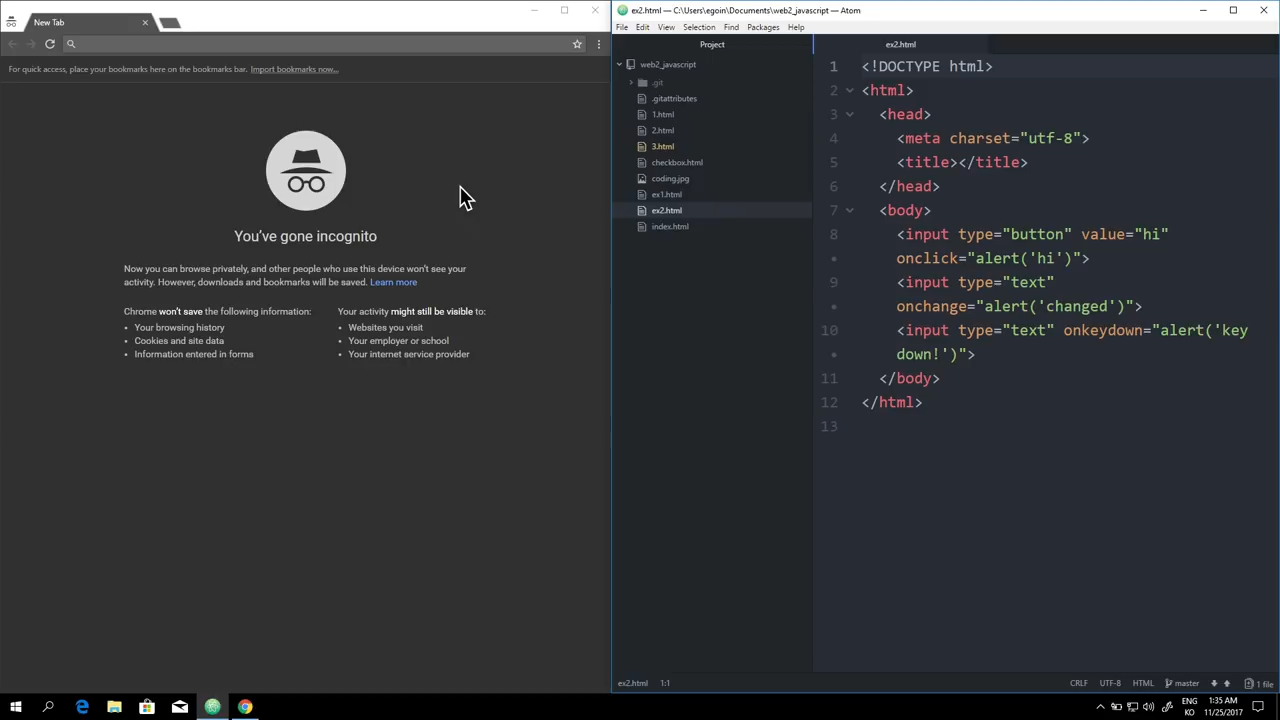 New Tab
For quick access, place your bookmarks here on the bookmarks bar. Import bookmarks now...
You've gone incognito
Now you can browse privately, and other people who use this device won't see your
activity. However, downloads and bookmarks will be saved. Learn more
Chrome won't save the following information:
• Your browsing history
• Cookies and site data
• Information entered in forms
Your activity might still be visible to:
• Websites you visit
• Your employer or school
• Your internet service provider
ex2.html — C:\Users\egoin\Documents\web2_javascript — Atom
File Edit View Selection Find Packages Help
Project
web2_javascript
.git
.gitattributes
1.html
2.html
3.html
checkbox.html
coding.jpg
ex1.html
ex2.html
index.html
ex2.html
1 <!DOCTYPE html>
2 <html>
3 <head>
4 <meta charset="utf-8">
5 <title></title>
6 </head>
7 <body>
8 <input type="button" value="hi"
• onclick="alert('hi')">
9 <input type="text"
• onchange="alert('changed')">
10 <input type="text" onkeydown="alert('key
• down!')">
11 </body>
12 </html>
13
ex2.html 1:1
CRLF UTF-8 HTML master 1 file
ENG
KO
1:35 AM
11/25/2017